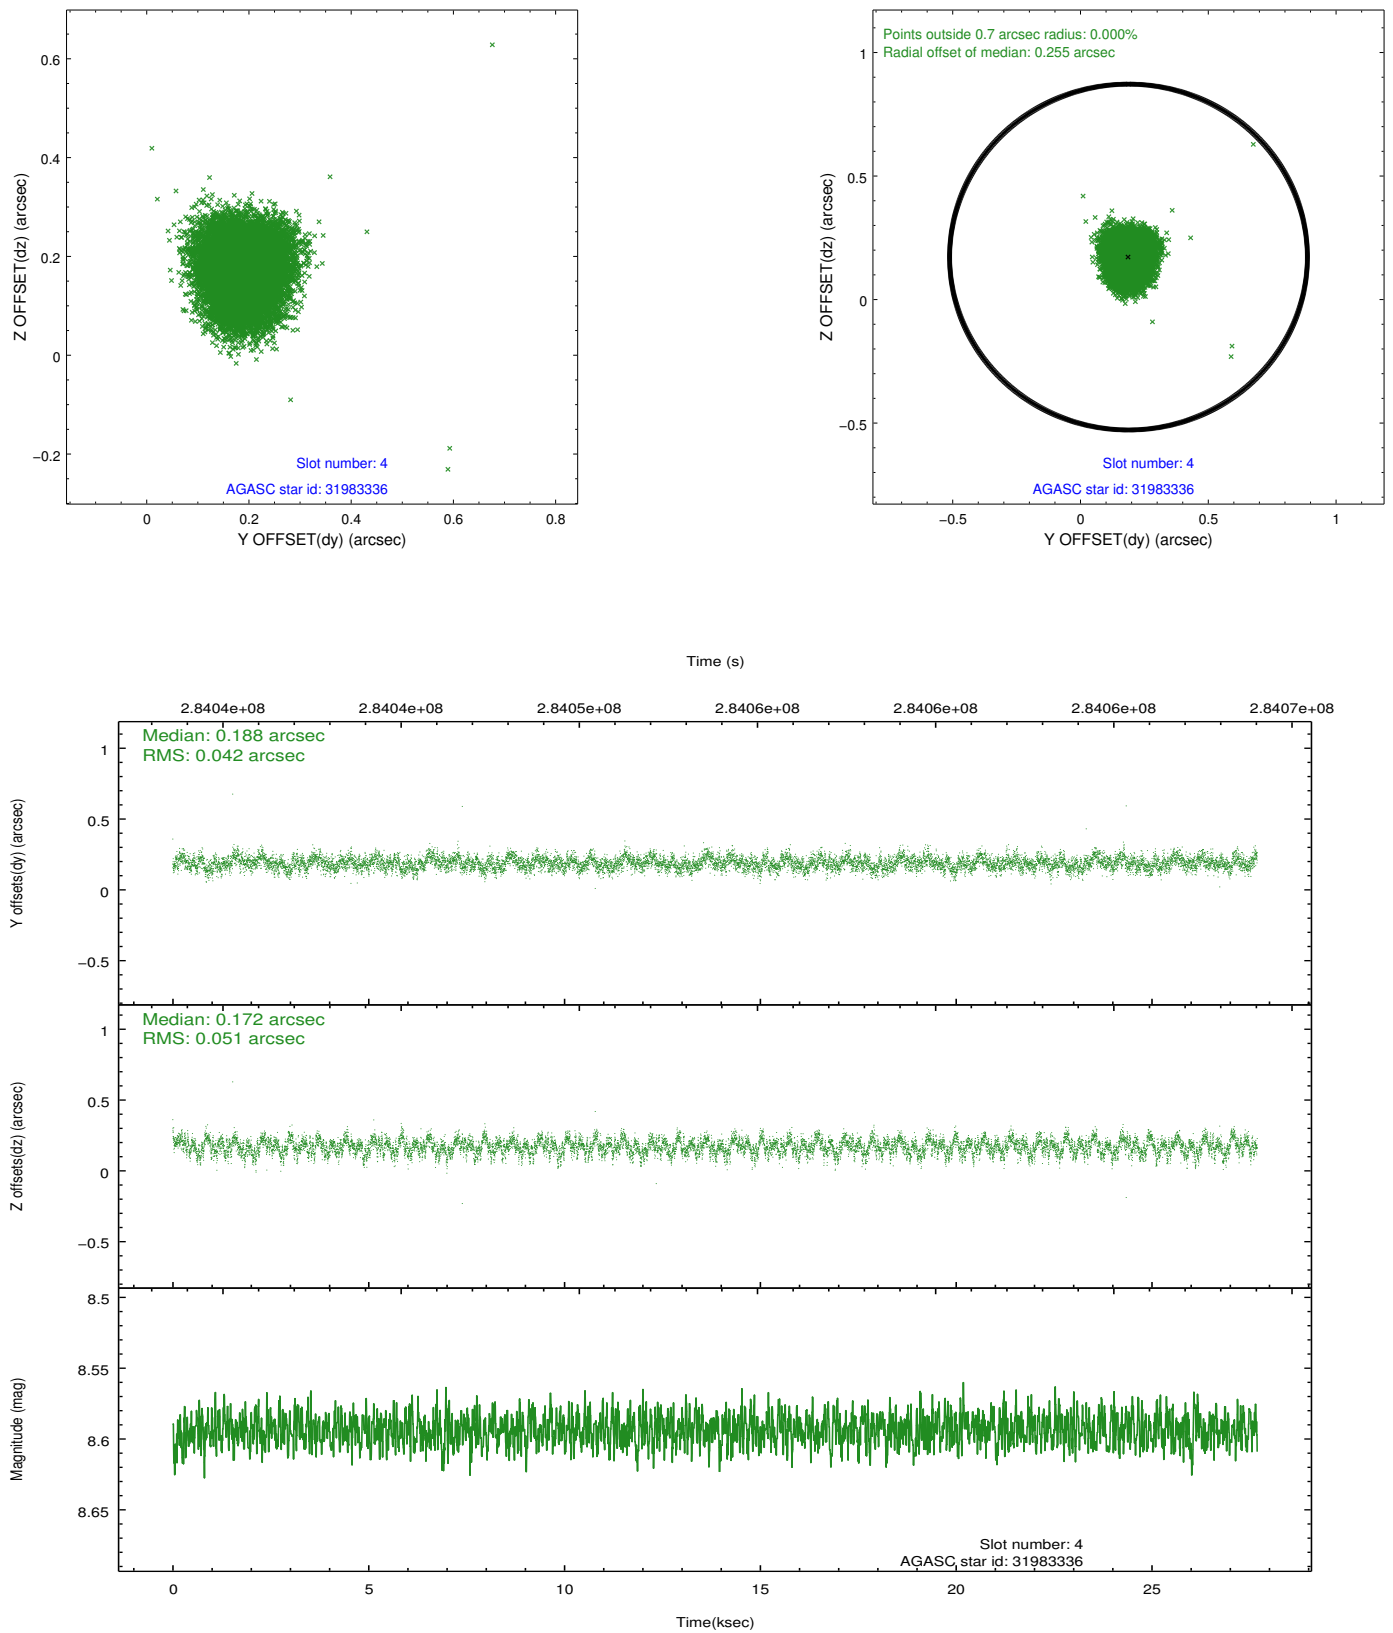 0.6
0.4
0.2
0
−0.2
Z OFFSET(dz) (arcsec)
Slot number: 4
AGASC star id: 31983336
0
0.2
0.4
0.6
0.8
Y OFFSET(dy) (arcsec)
Points outside 0.7 arcsec radius: 0.000%
Radial offset of median: 0.255 arcsec
1
0.5
0
−0.5
Z OFFSET(dz) (arcsec)
Slot number: 4
AGASC star id: 31983336
−0.5
0
0.5
1
Y OFFSET(dy) (arcsec)
Time (s)
2.8404e+08
2.8404e+08
2.8405e+08
2.8406e+08
2.8406e+08
2.8406e+08
2.8407e+08
Median: 0.188 arcsec
RMS: 0.042 arcsec
1
0.5
0
−0.5
Y offsets(dy) (arcsec)
Median: 0.172 arcsec
RMS: 0.051 arcsec
1
0.5
0
−0.5
Z offsets(dz) (arcsec)
8.5
8.55
8.6
8.65
Magnitude (mag)
Slot number: 4
AGASC star id: 31983336
0
5
10
15
20
25
Time(ksec)